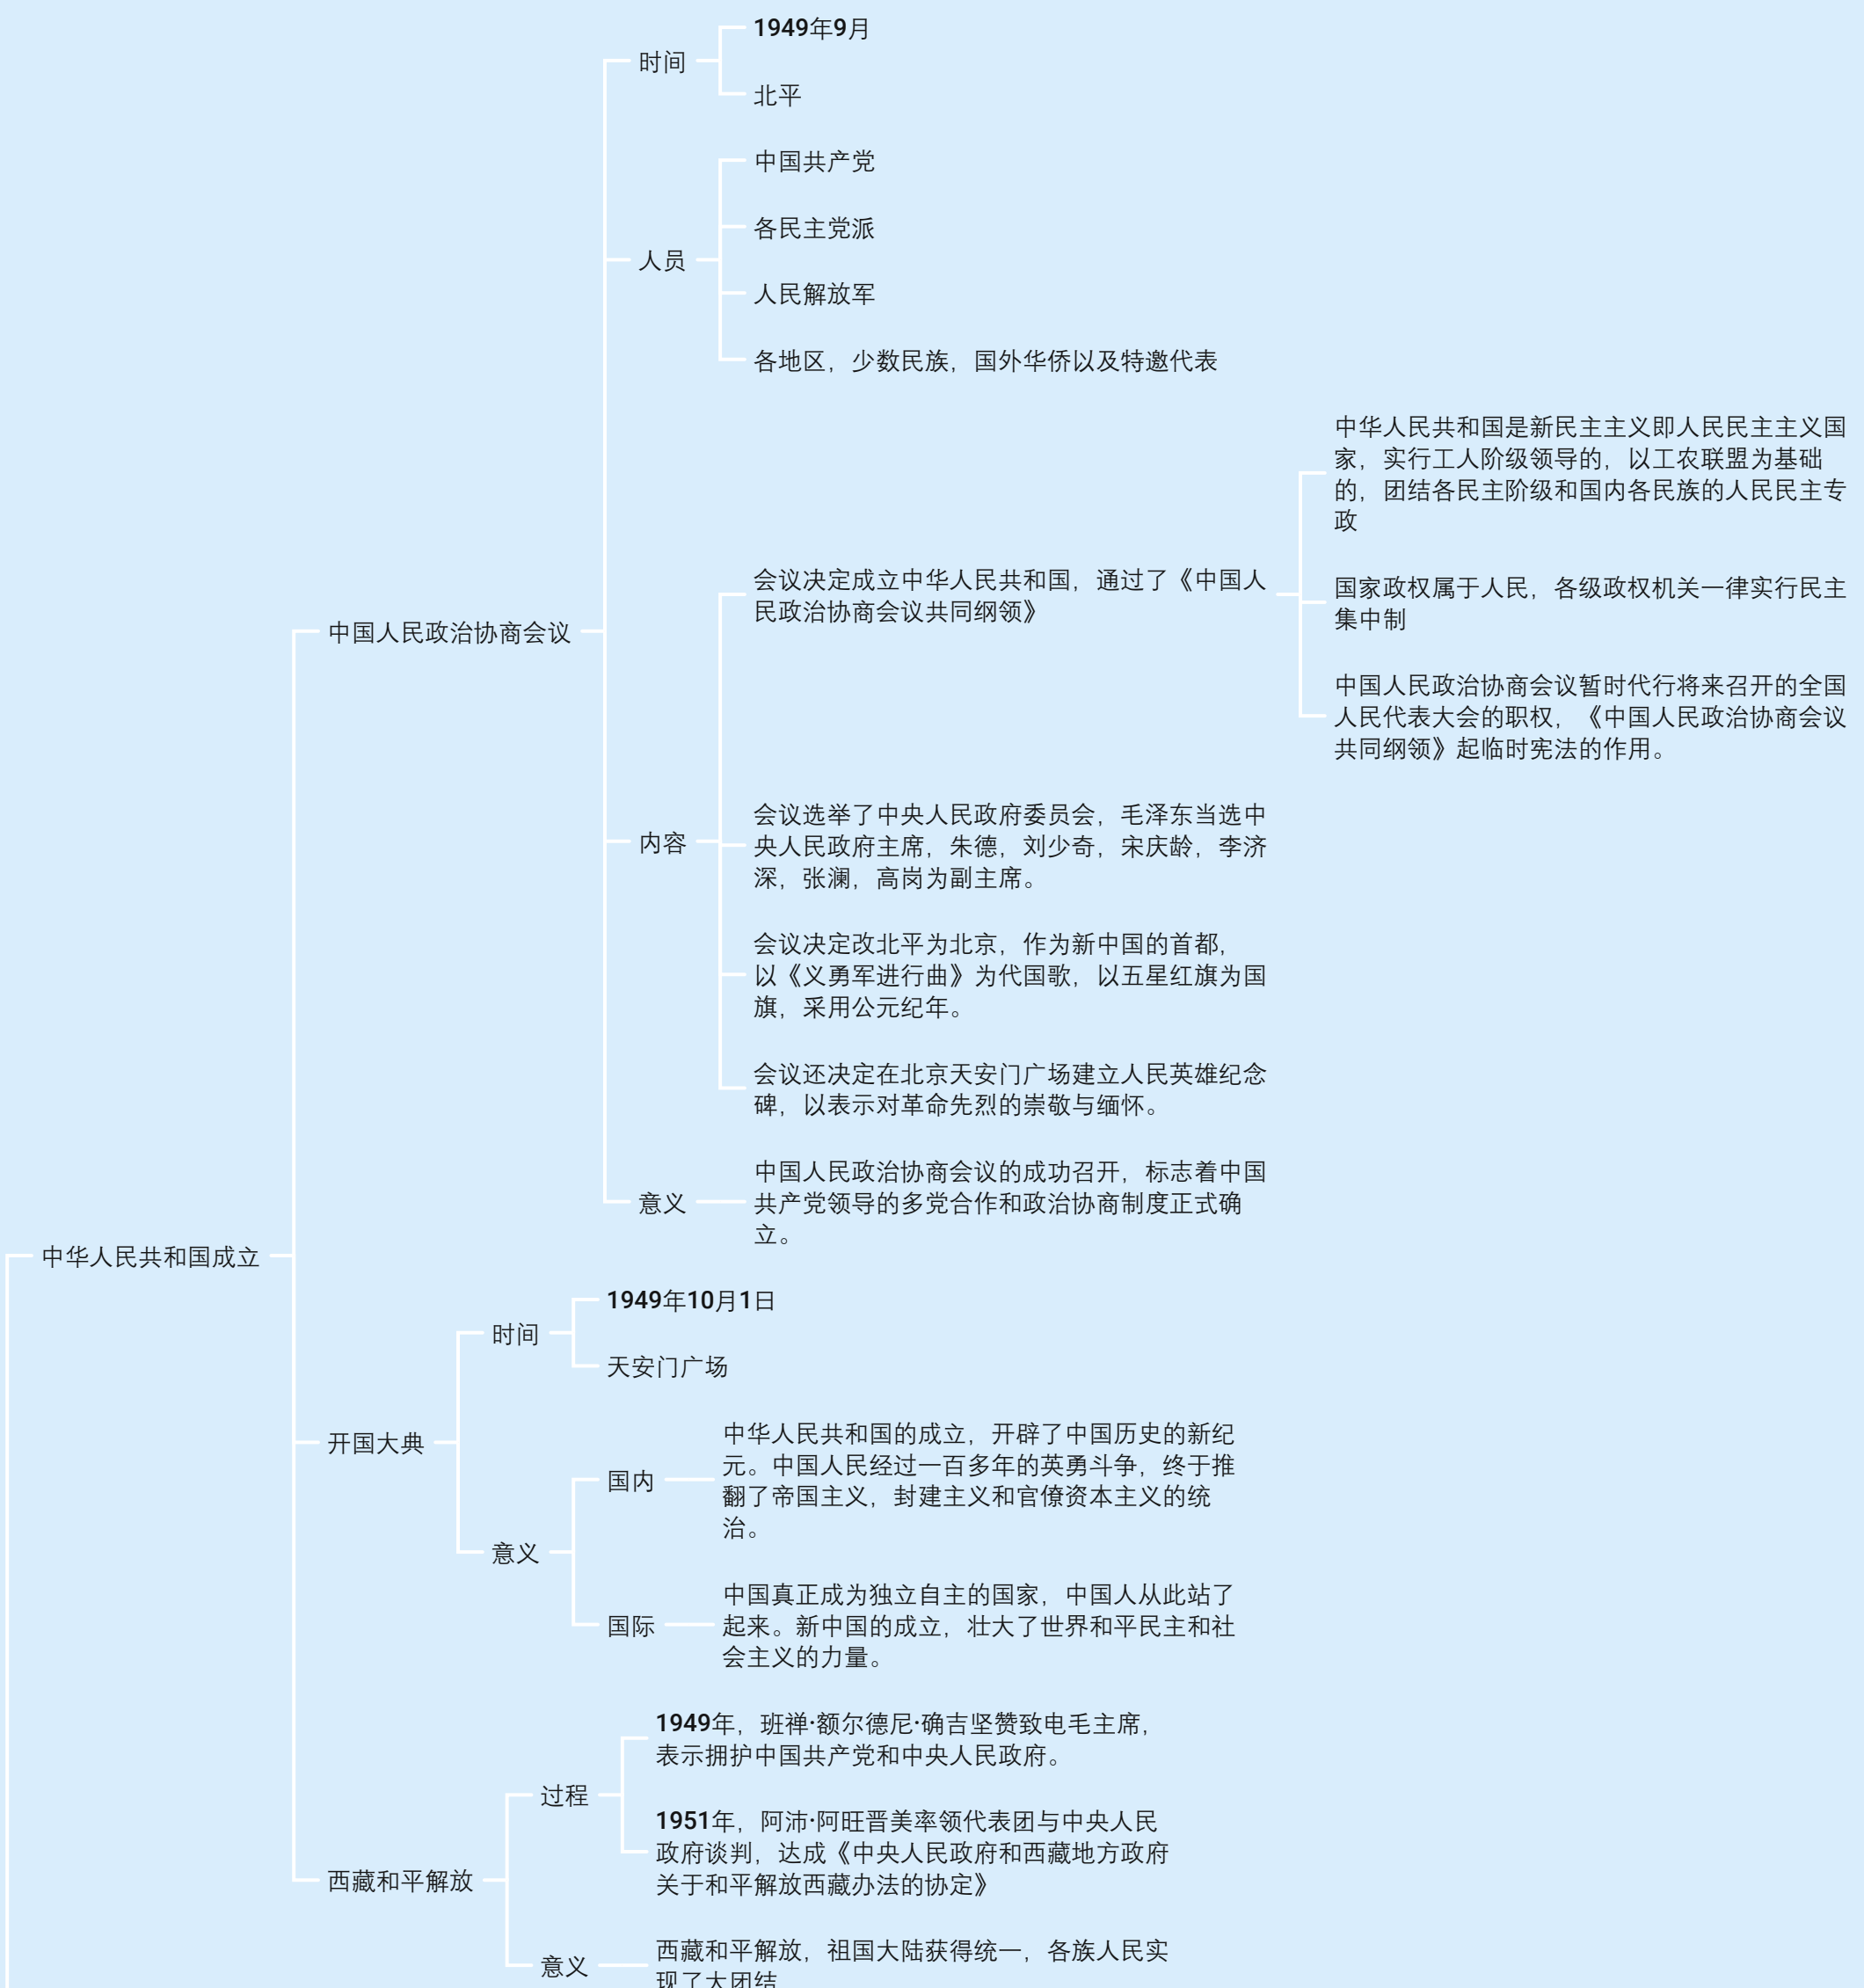 1949年9月
时间
北平
中国共产党
各民主党派
人员
人民解放军
各地区，少数民族，国外华侨以及特邀代表
中华人民共和国是新民主主义即人民民主主义国
家，实行工人阶级领导的，以工农联盟为基础
的，团结各民主阶级和国内各民族的人民民主专
政
会议决定成立中华人民共和国，通过了《中国人
民政治协商会议共同纲领》
国家政权属于人民，各级政权机关一律实行民主
集中制
中国人民政治协商会议
中国人民政治协商会议暂时代行将来召开的全国
人民代表大会的职权，《中国人民政治协商会议
共同纲领》起临时宪法的作用。
内容
会议选举了中央人民政府委员会，毛泽东当选中
央人民政府主席，朱德，刘少奇，宋庆龄，李济
深，张澜，高岗为副主席。
会议决定改北平为北京，作为新中国的首都，
以《义勇军进行曲》为代国歌，以五星红旗为国
旗，采用公元纪年。
会议还决定在北京天安门广场建立人民英雄纪念
碑，以表示对革命先烈的崇敬与缅怀。
意义
中国人民政治协商会议的成功召开，标志着中国
共产党领导的多党合作和政治协商制度正式确
立。
中华人民共和国成立
1949年10月1日
时间
天安门广场
开国大典
国内
中华人民共和国的成立，开辟了中国历史的新纪
元。中国人民经过一百多年的英勇斗争，终于推
翻了帝国主义，封建主义和官僚资本主义的统
治。
意义
国际
中国真正成为独立自主的国家，中国人从此站了
起来。新中国的成立，壮大了世界和平民主和社
会主义的力量。
1949年，班禅·额尔德尼·确吉坚赞致电毛主席，
表示拥护中国共产党和中央人民政府。
过程
1951年，阿沛·阿旺晋美率领代表团与中央人民
政府谈判，达成《中央人民政府和西藏地方政府
关于和平解放西藏办法的协定》
西藏和平解放
意义
西藏和平解放，祖国大陆获得统一，各族人民实
现了大团结